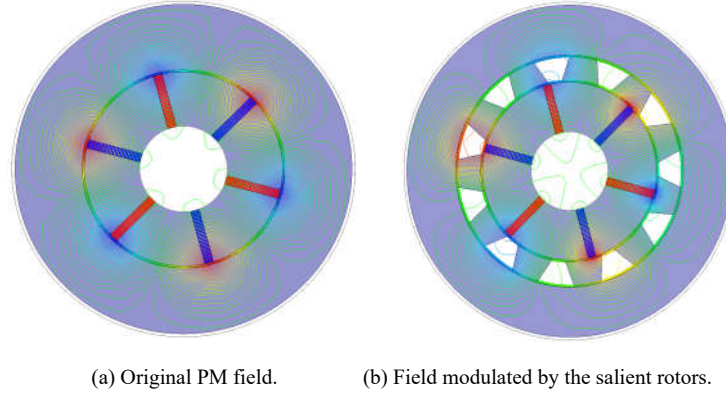 (a) Original PM field. (b) Field modulated by the salient rotors.